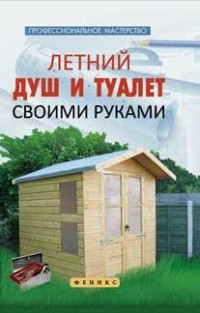 ПРОФЕССИОНАЛЬНОЕ МАСТЕРСТВО
ЛЕТНИЙ
ДУШ И ТУАЛЕТ
СВОИМИ РУКАМИ
ФЕНИКС